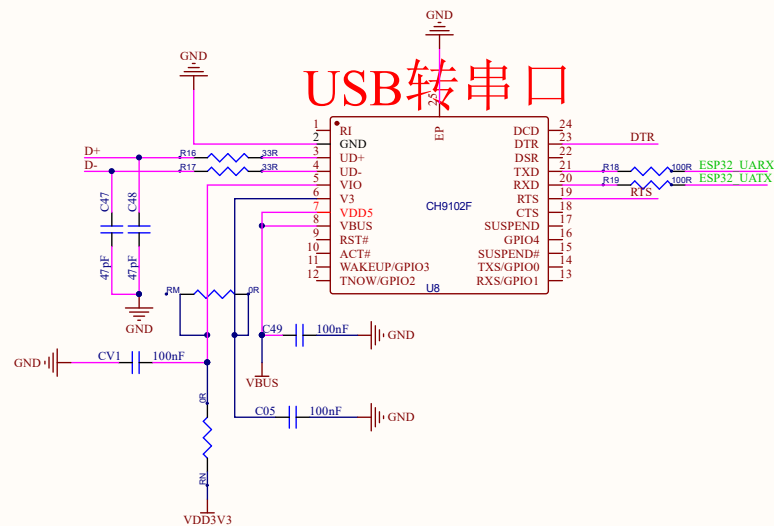 GND
GND
USB转串口
25
EP
1 RI
2 GND
3 UD+
4 UD-
5 VIO
6 V3
7 VDD5
8 VBUS
9 RST#
10 ACT#
11 WAKEUP/GPIO3
12 TNOW/GPIO2
DCD 24
DTR 23
DSR 22
TXD 21
RXD 20
RTS 19
CTS 18
SUSPEND 17
GPIO4 16
SUSPEND# 15
TXS/GPIO0 14
RXS/GPIO1 13
CH9102F
U8
D+
D-
R16 33R
R17 33R
DTR
R18 100R ESP32_UARX
R19 100R ESP32_UATX
RTS
C47
C48
47pF
47pF
GND
RM 0R
C49 100nF GND
GND CV1 100nF
VBUS
C05 100nF GND
0R
RN
VDD3V3